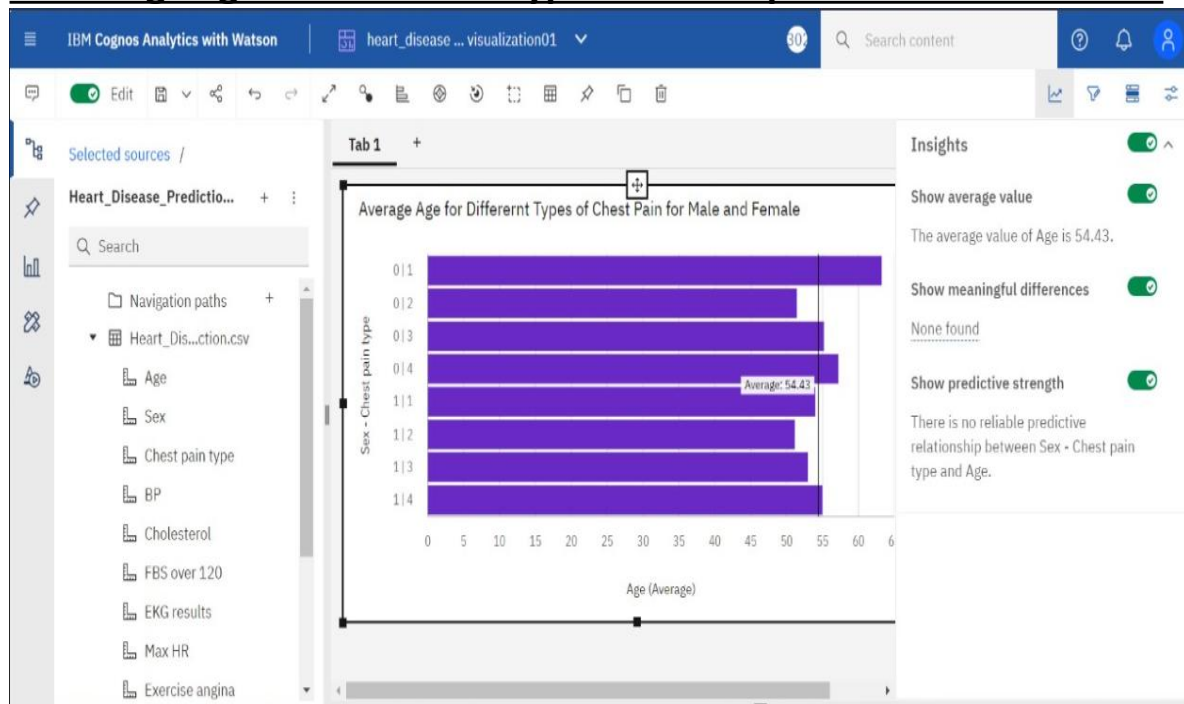 IBM Cognos Analytics with Watson
heart_disease ... visualization01
Search content
Edit
Selected sources /
Heart_Disease_Predictio...
Search
Navigation paths
Heart_Dis...ction.csv
Age
Sex
Chest pain type
BP
Cholesterol
FBS over 120
EKG results
Max HR
Exercise angina
Tab 1
Average Age for Differernt Types of Chest Pain for Male and Female
Sex - Chest pain type
0|1
0|2
0|3
0|4
1|1
1|2
1|3
1|4
Average: 54.43
0 5 10 15 20 25 30 35 40 45 50 55 60 6
Age (Average)
Insights
Show average value
The average value of Age is 54.43.
Show meaningful differences
None found
Show predictive strength
There is no reliable predictive
relationship between Sex - Chest pain
type and Age.